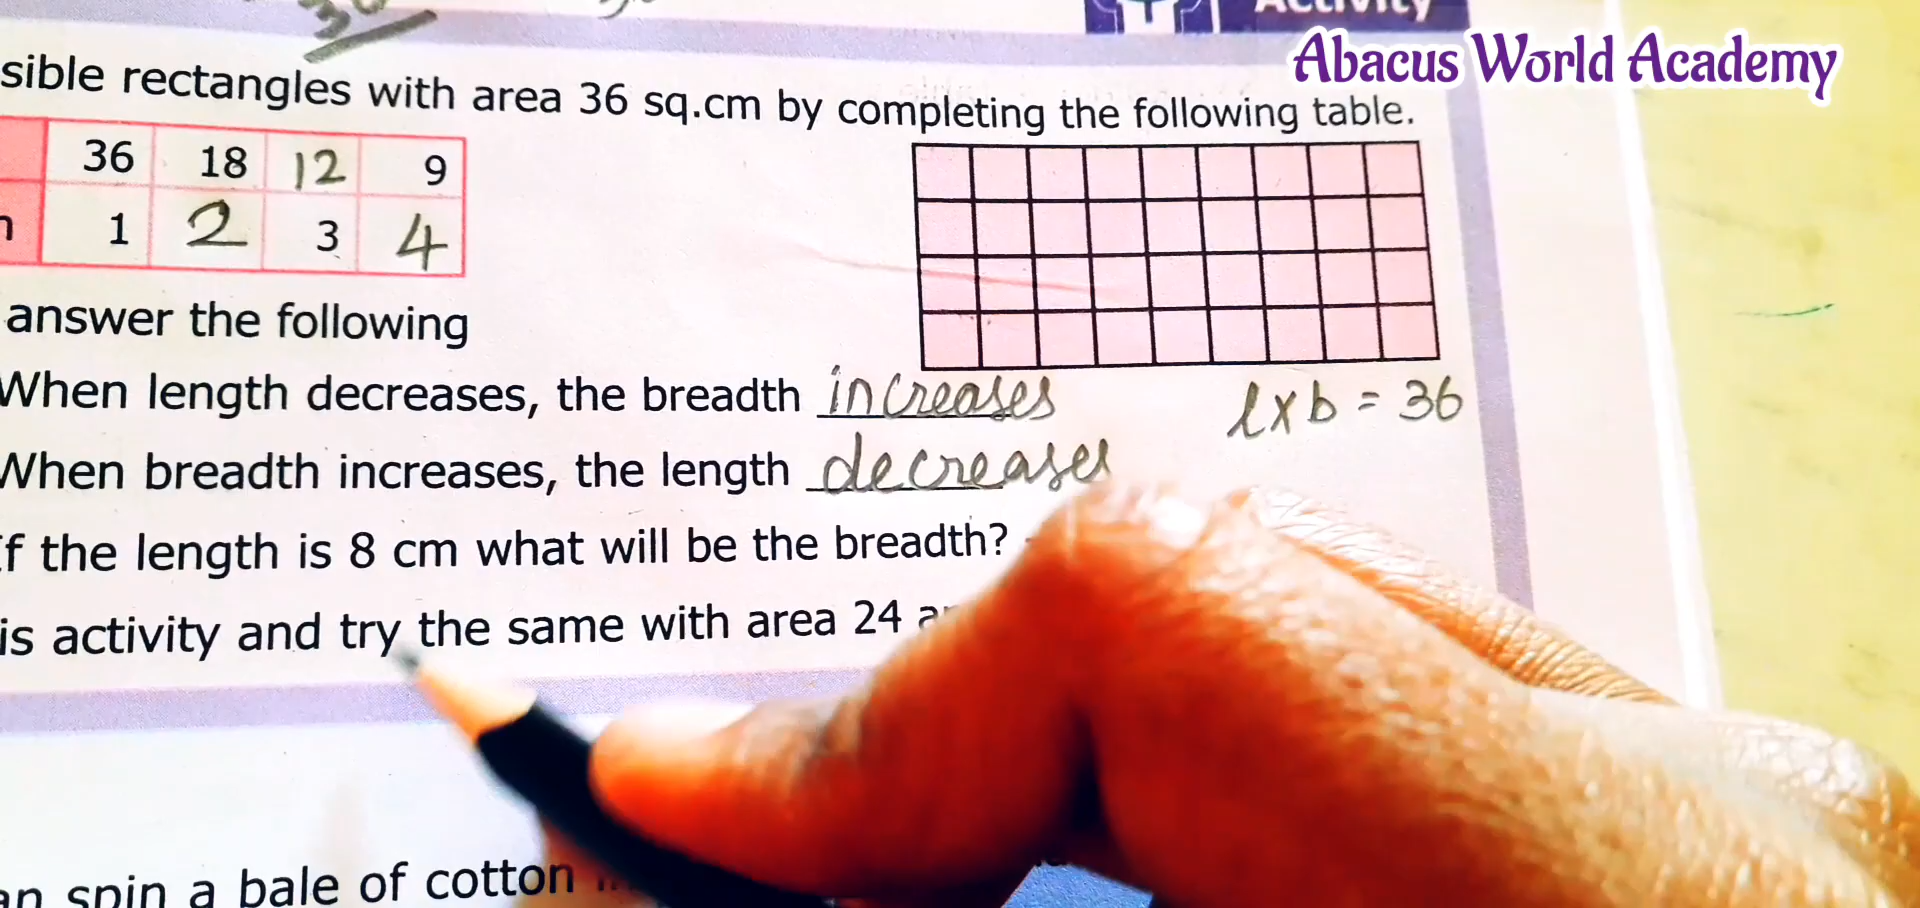 Activity
Abacus World Academy
sible rectangles with area 36 sq.cm by completing the following table.
36 18 12 9
1 2 3 4
answer the following
When length decreases, the breadth increases
l x b = 36
When breadth increases, the length decreases
f the length is 8 cm what will be the breadth?
is activity and try the same with area 24
an spin a bale of cotton